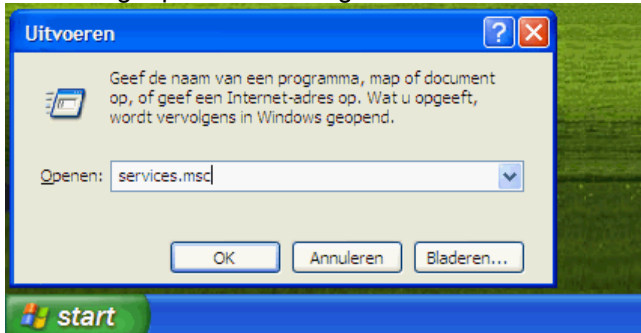 Uitvoeren
Geef de naam van een programma, map of document
op, of geef een Internet-adres op. Wat u opgeeft,
wordt vervolgens in Windows geopend.
Openen: services.msc
OK Annuleren Bladeren...
start